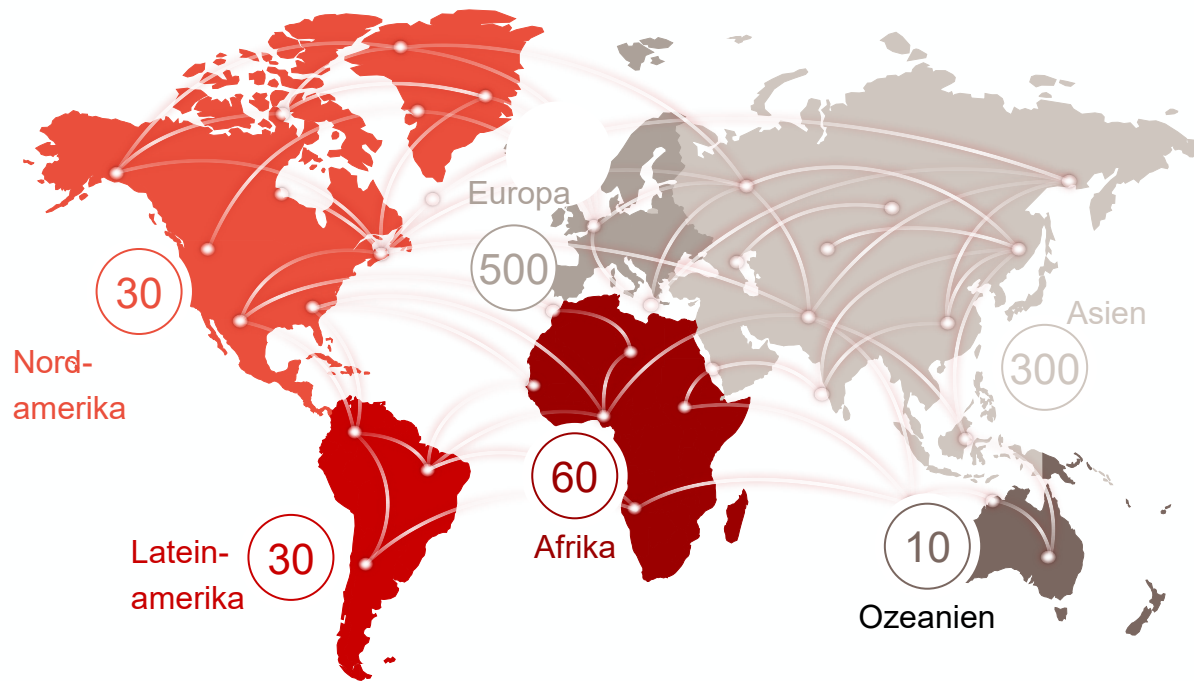 Europa
500
30
Nord-
amerika
Asien
300
60
Afrika
Latein-
amerika
30
10
Ozeanien